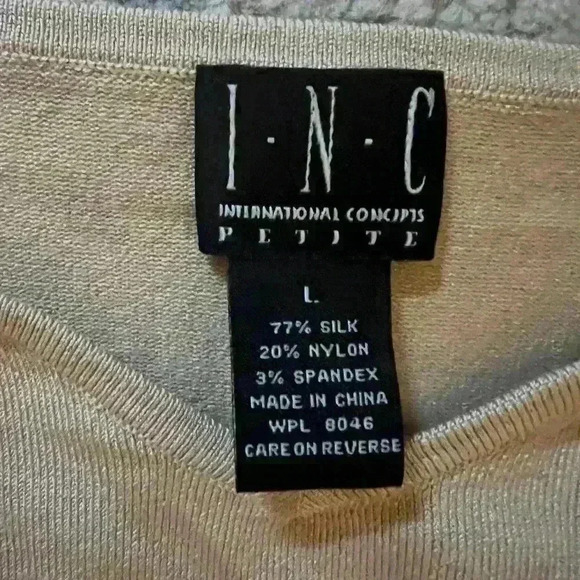 I·N·C
INTERNATIONAL CONCEPTS
PETITE
L
77% SILK
20% NYLON
3% SPANDEX
MADE IN CHINA
WPL 8046
CARE ON REVERSE